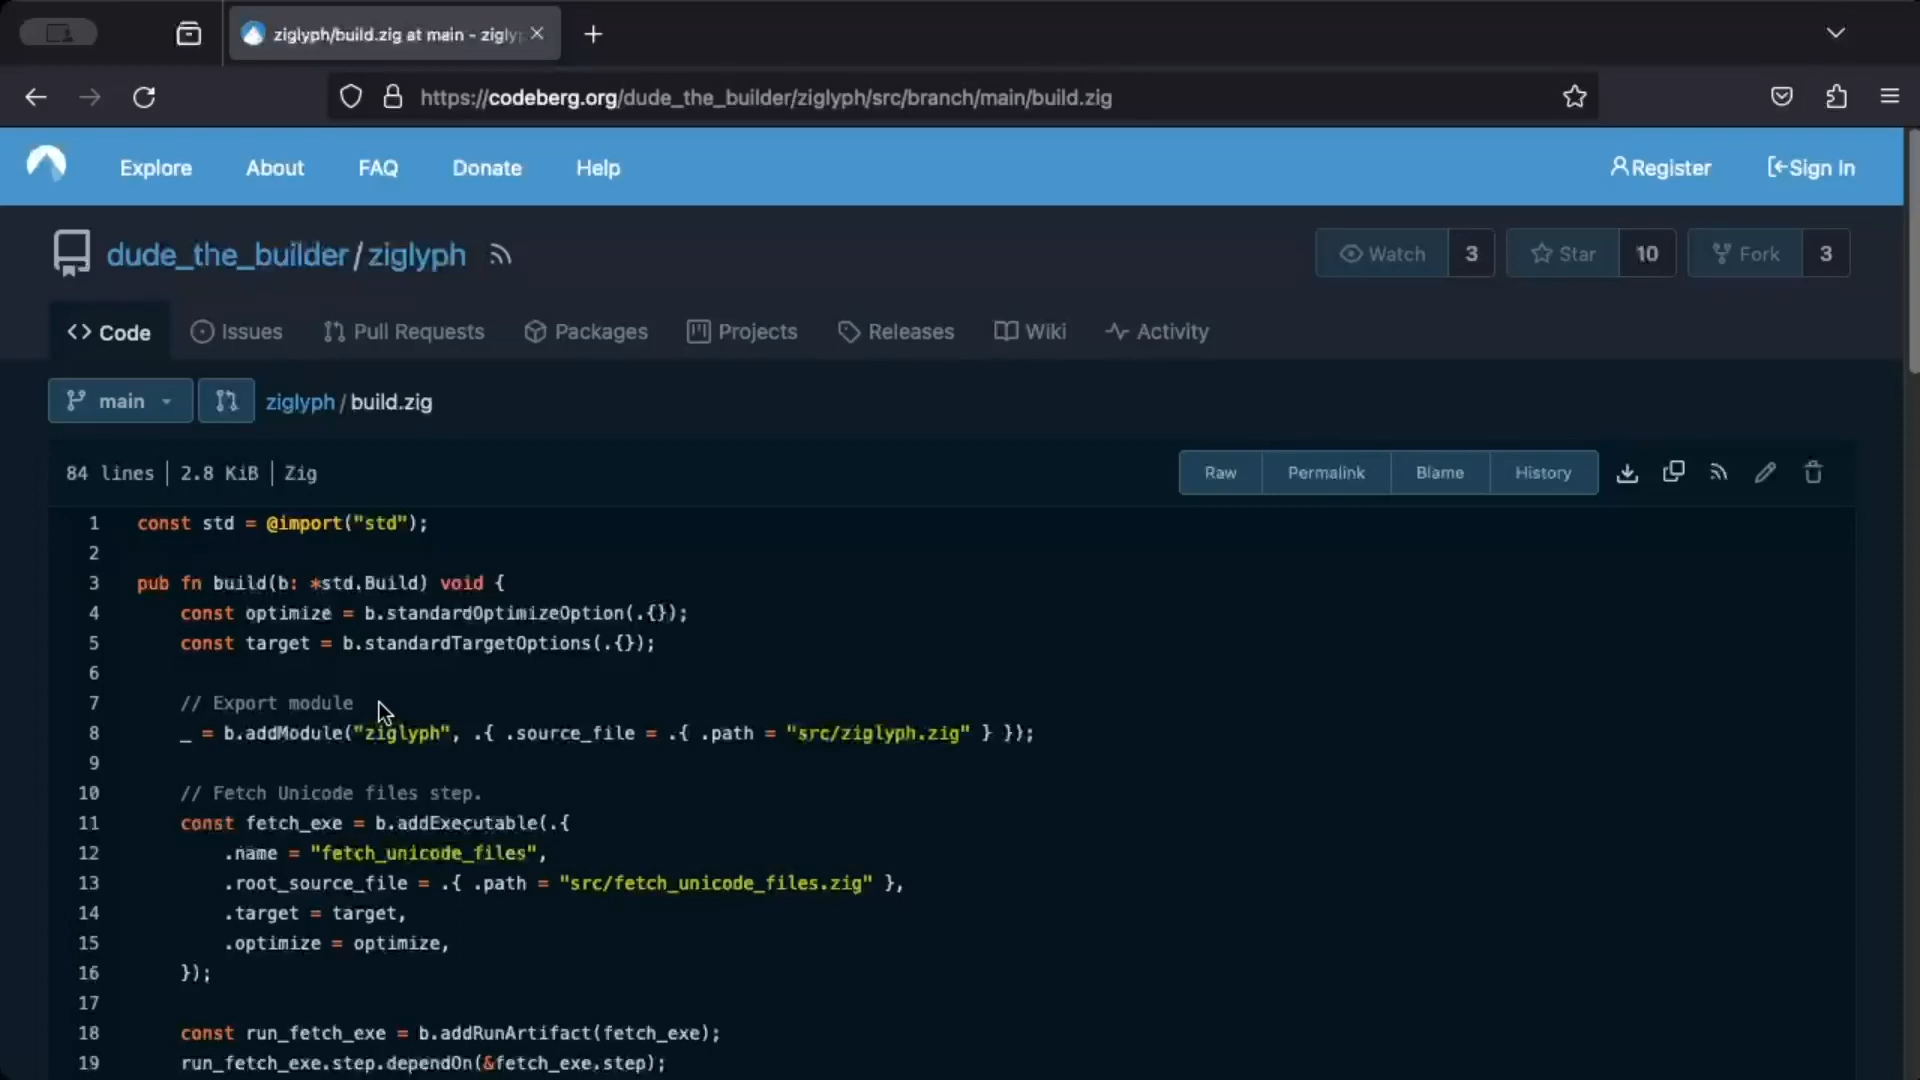 ziglyph/build.zig at main - zigly
https://codeberg.org/dude_the_builder/ziglyph/src/branch/main/build.zig
Explore About FAQ Donate Help Register Sign In
dude_the_builder/ziglyph Watch 3 Star 10 Fork 3
Code Issues Pull Requests Packages Projects Releases Wiki Activity
main ziglyph/build.zig
84 lines | 2.8 KiB | Zig Raw Permalink Blame History
1 const std = @import("std");
2
3 pub fn build(b: *std.Build) void {
4 const optimize = b.standardOptimizeOption(.{});
5 const target = b.standardTargetOptions(.{});
6
7 // Export module
8 _ = b.addModule("ziglyph", .{ .source_file = .{ .path = "src/ziglyph.zig" } });
9
10 // Fetch Unicode files step.
11 const fetch_exe = b.addExecutable(.{
12 .name = "fetch_unicode_files",
13 .root_source_file = .{ .path = "src/fetch_unicode_files.zig" },
14 .target = target,
15 .optimize = optimize,
16 });
17
18 const run_fetch_exe = b.addRunArtifact(fetch_exe);
19 run_fetch_exe.step.dependOn(&fetch_exe.step);